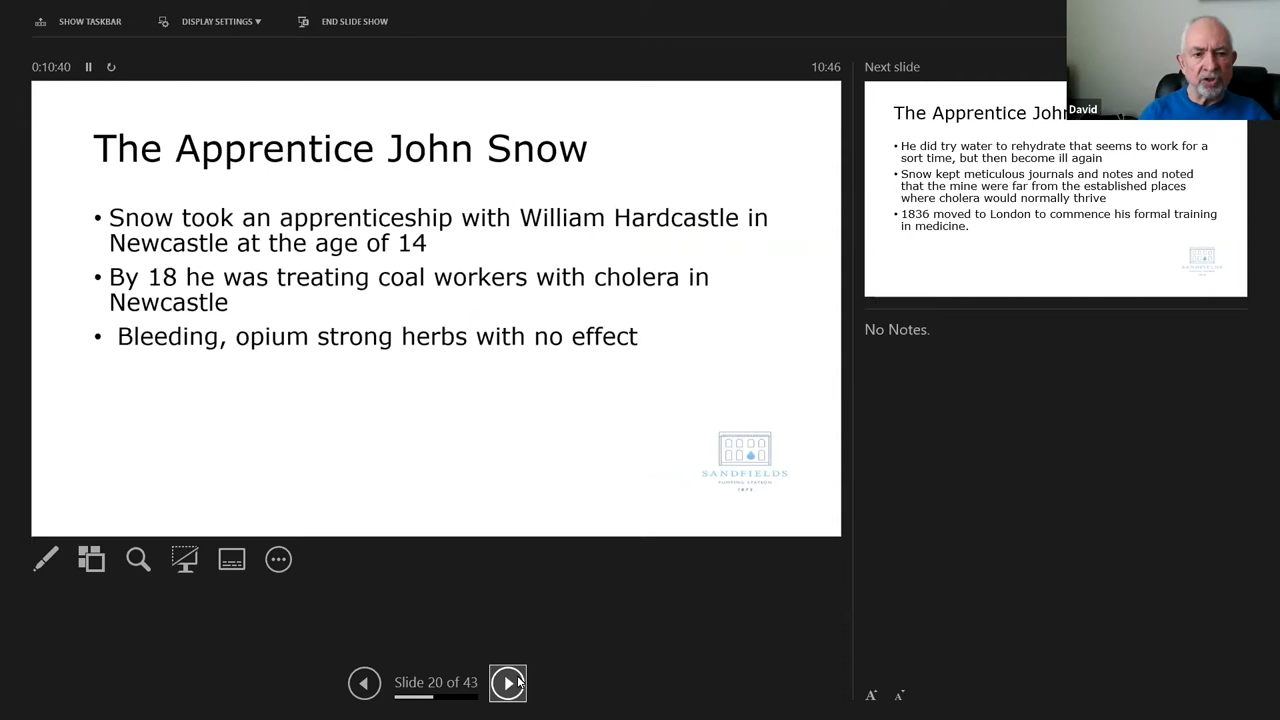 SHOW TASKBAR
DISPLAY SETTINGS
END SLIDE SHOW
0:10:40
10:46
The Apprentice John Snow
• Snow took an apprenticeship with William Hardcastle in
Newcastle at the age of 14
• By 18 he was treating coal workers with cholera in
Newcastle
• Bleeding, opium strong herbs with no effect
SANDFIELDS
PUMPING STATION
1873
Slide 20 of 43
Next slide
David
The Apprentice Joh
• He did try water to rehydrate that seems to work for a
sort time, but then become ill again
• Snow kept meticulous journals and notes and noted
that the mine were far from the established places
where cholera would normally thrive
• 1836 moved to London to commence his formal training
in medicine.
No Notes.
A
A